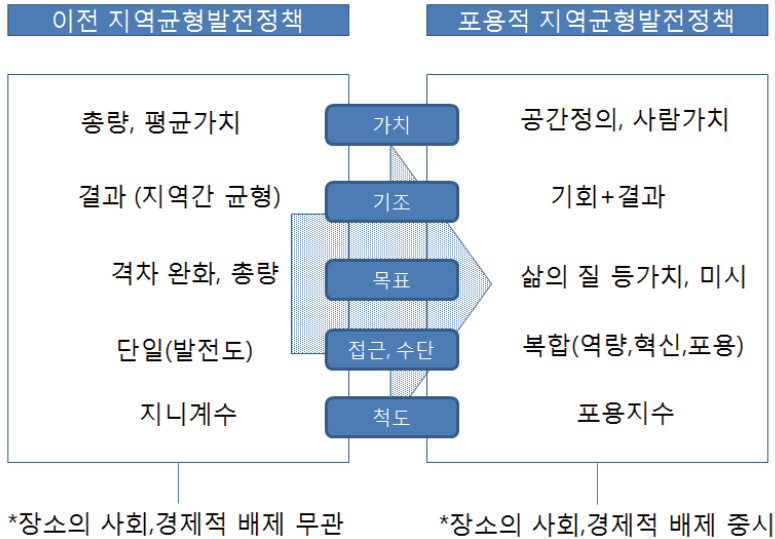 이전 지역균형발전정책
포용적 지역균형발전정책
총량, 평균가치
가치
공간정의, 사람가치
결과 (지역간 균형)
기조
기회+결과
격차 완화, 총량
목표
삶의 질 등가치, 미시
단일(발전도)
접근, 수단
복합(역량,혁신,포용)
지니계수
척도
포용지수
*장소의 사회,경제적 배제 무관
*장소의 사회,경제적 배제 중시